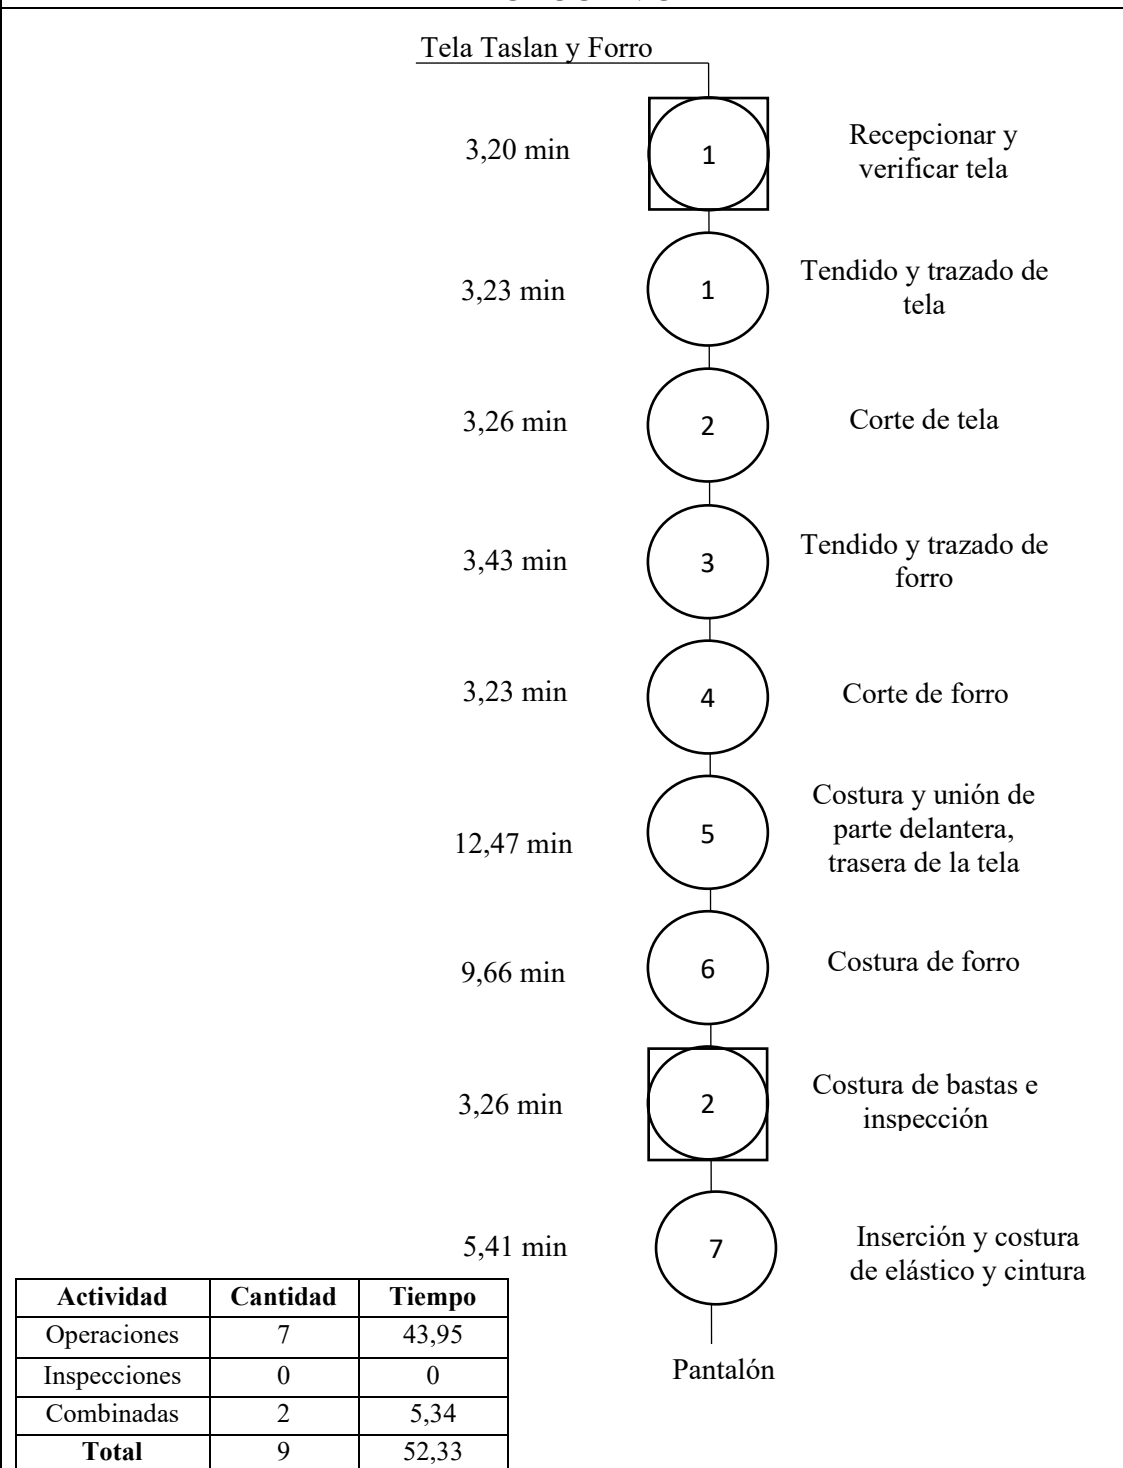 Tela Taslan y Forro
3,20 min
1
Recepcionar y
verificar tela
3,23 min
1
Tendido y trazado de
tela
3,26 min
2
Corte de tela
3,43 min
3
Tendido y trazado de
forro
3,23 min
4
Corte de forro
12,47 min
5
Costura y unión de
parte delantera,
trasera de la tela
9,66 min
6
Costura de forro
3,26 min
2
Costura de bastas e
inspección
5,41 min
7
Inserción y costura
de elástico y cintura
Pantalón
Actividad Cantidad Tiempo
Operaciones 7 43,95
Inspecciones 0 0
Combinadas 2 5,34
Total 9 52,33